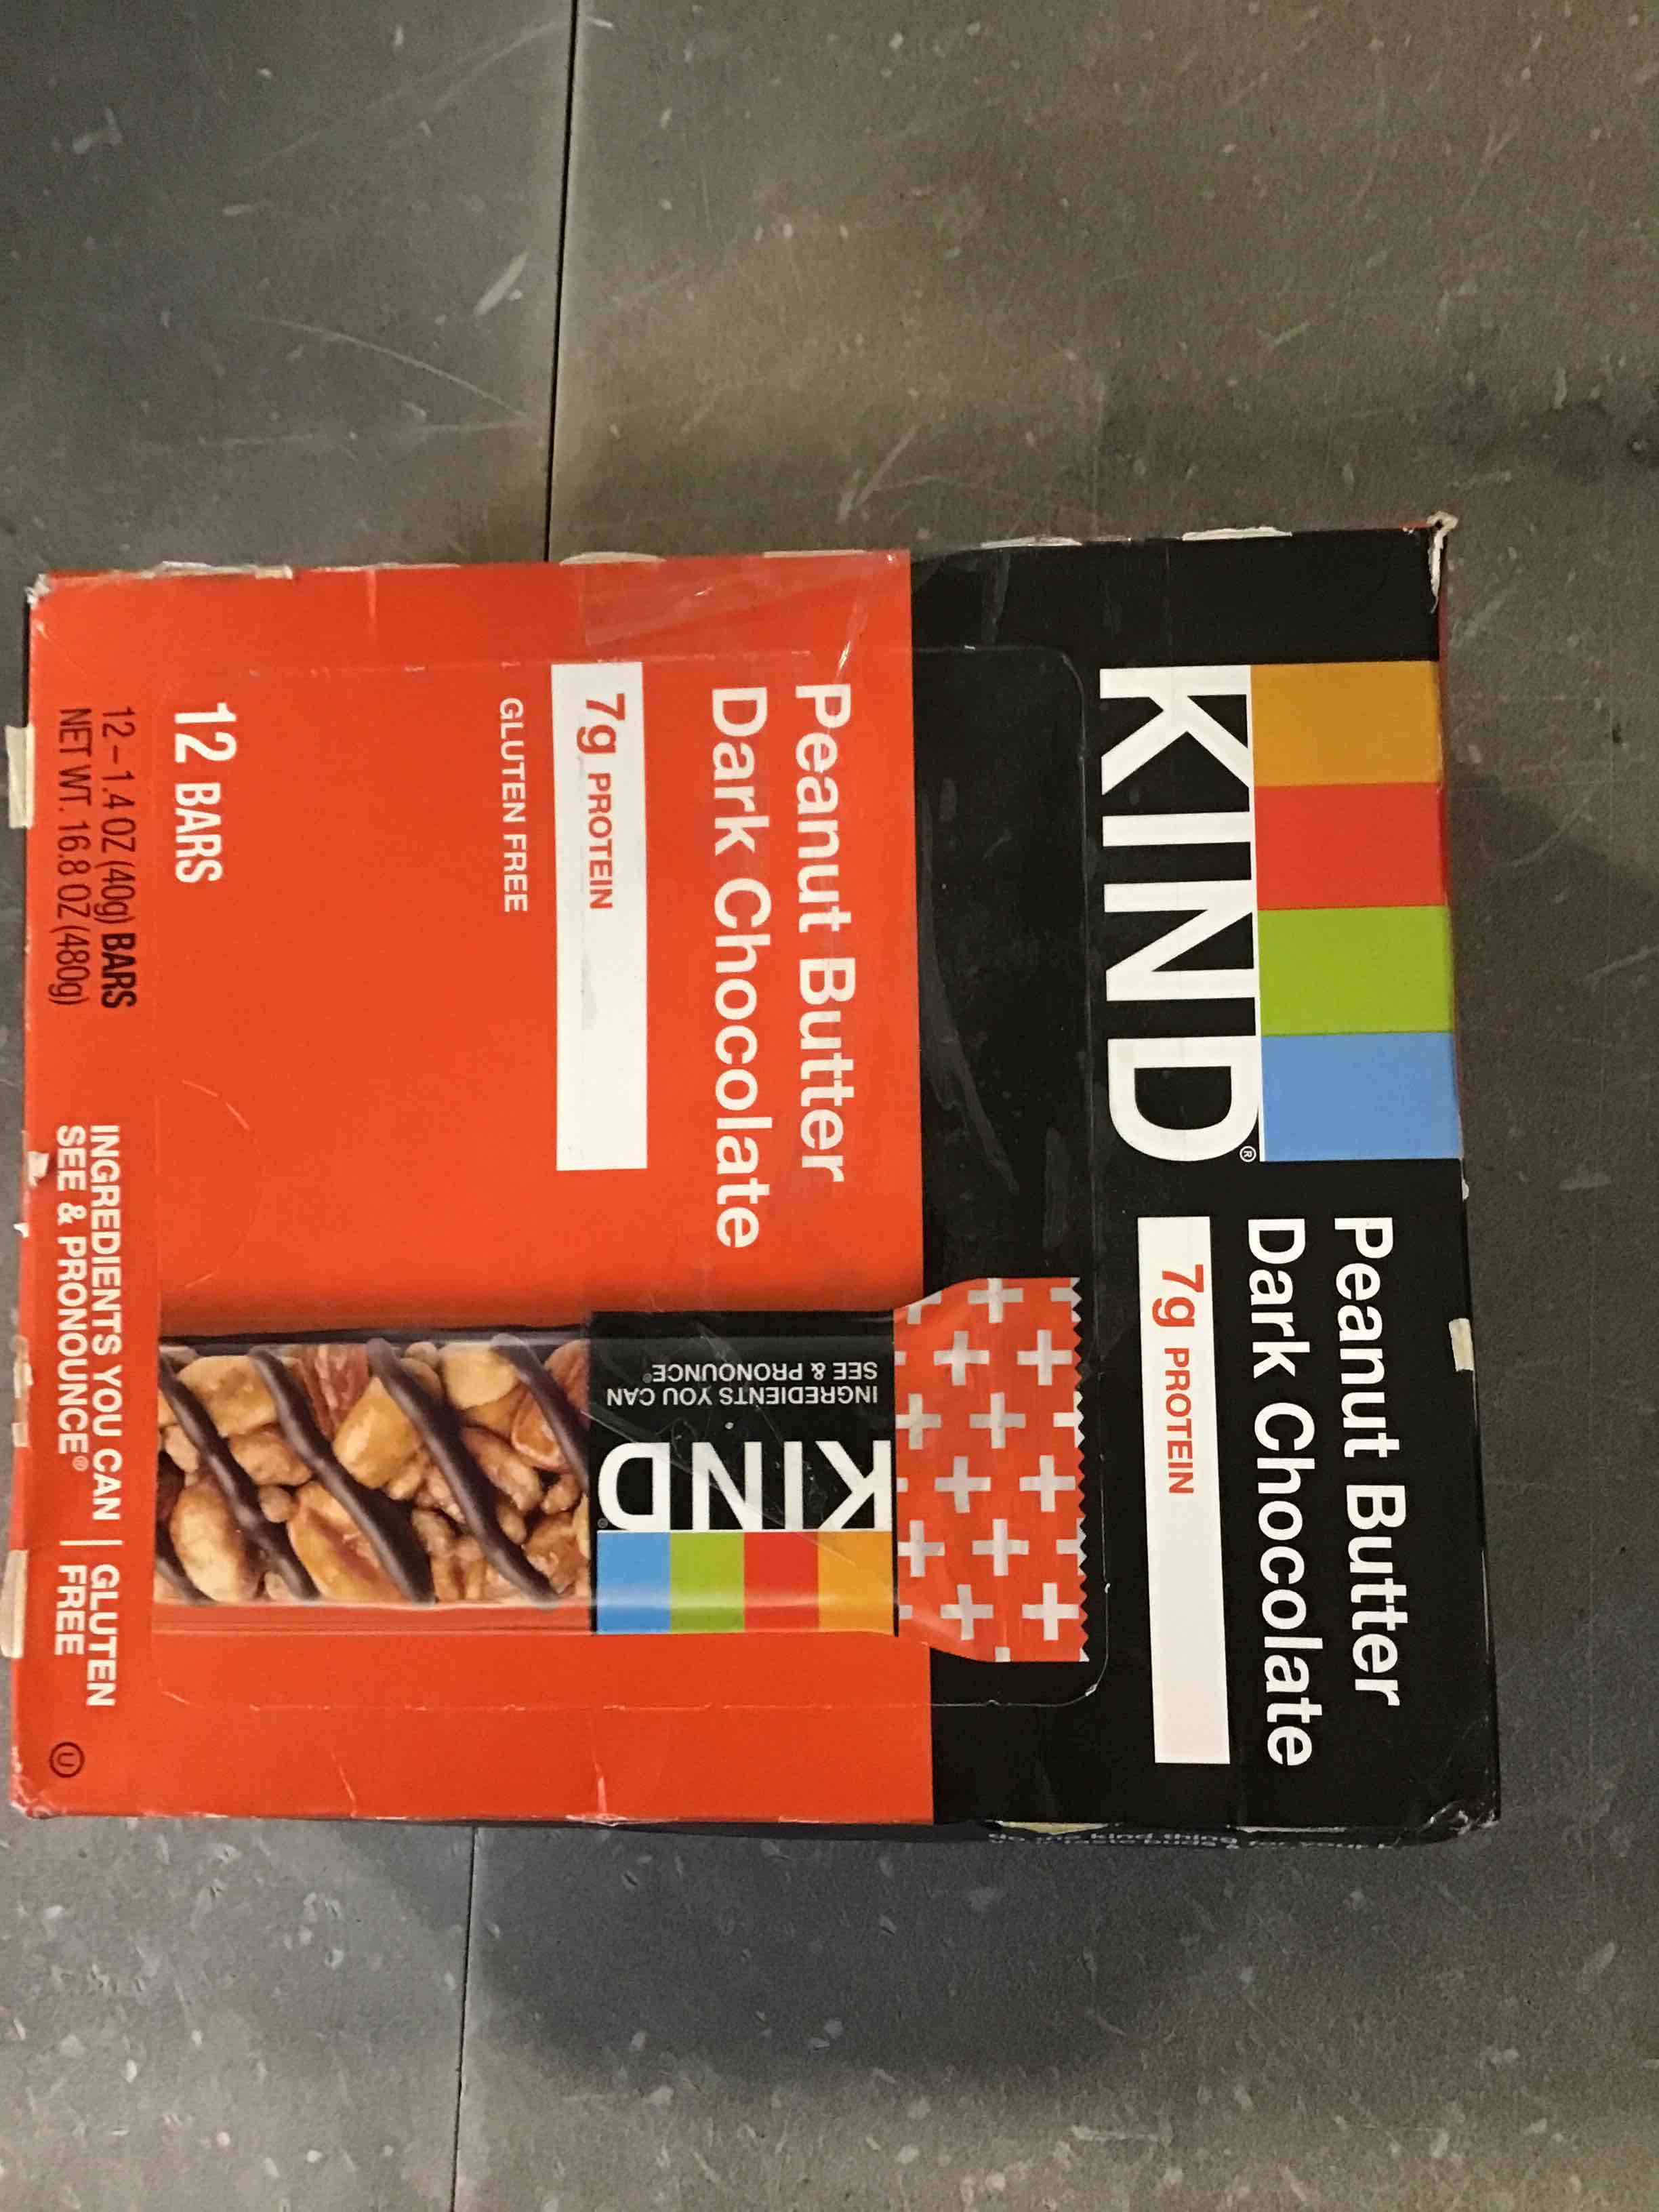 KIND®
Peanut Butter
Dark Chocolate
7g PROTEIN
Peanut Butter
Dark Chocolate
7g PROTEIN
GLUTEN FREE
12 BARS
12 – 1.4 OZ (40g) BARS
NET WT. 16.8 OZ (480g)
INGREDIENTS YOU CAN
SEE & PRONOUNCE®
KIND®
INGREDIENTS YOU CAN
SEE & PRONOUNCE®
GLUTEN
FREE
U
kind thing